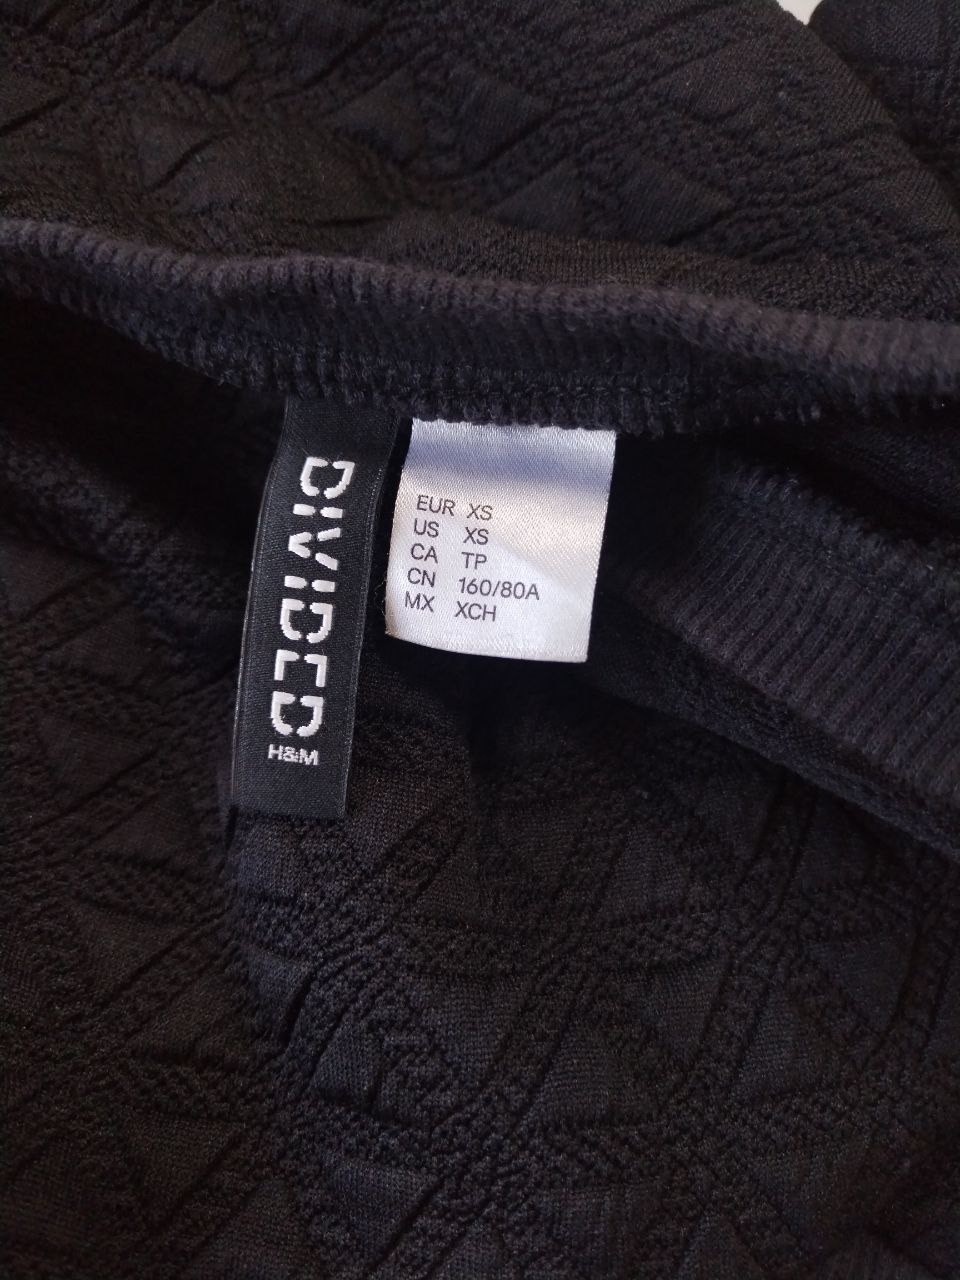 DIVIDED
H&M
EUR XS
US XS
CA TP
CN 160/80A
MX XCH